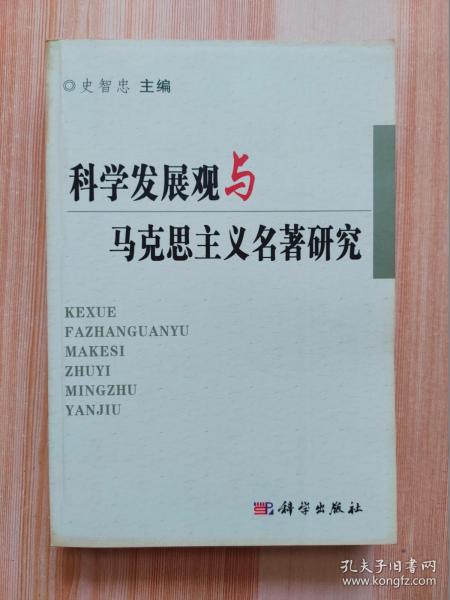 ◎史智忠 主编
科学发展观与
马克思主义名著研究
KEXUE
FAZHANGUANYU
MAKESI
ZHUYI
MINGZHU
YANJIU
科学出版社
孔夫子旧书网
www.kongfz.com